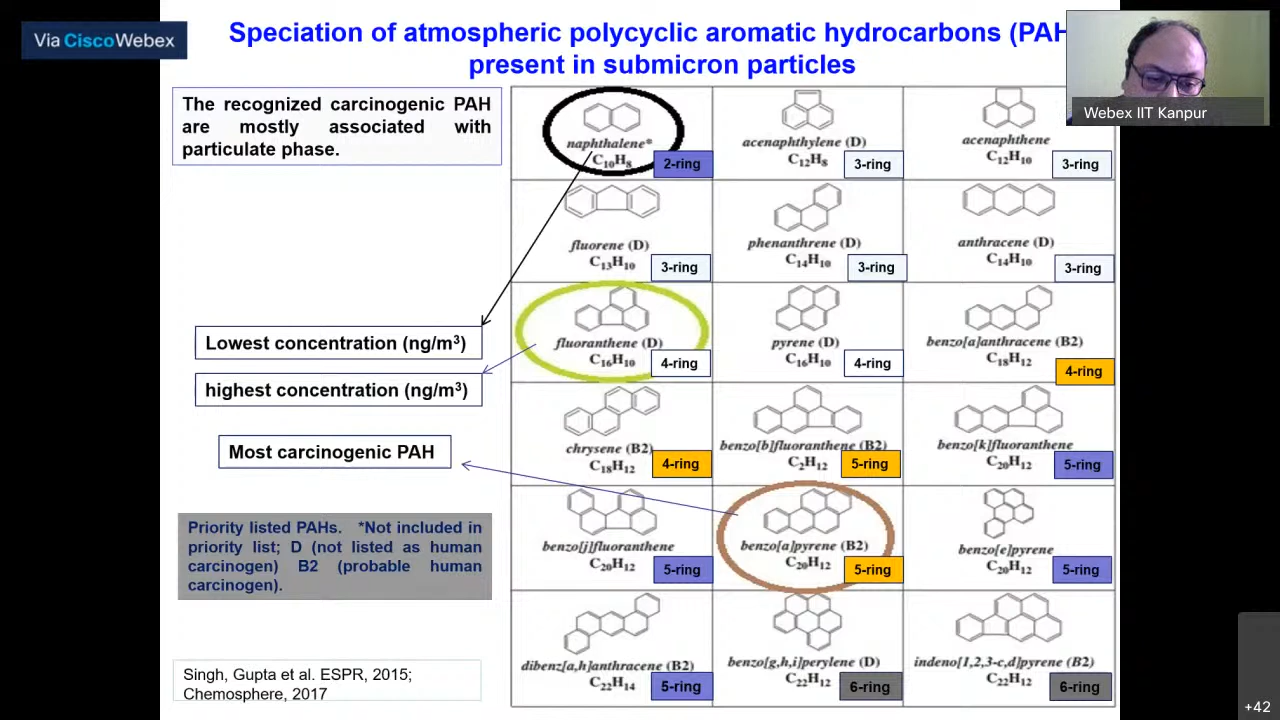 Via Cisco Webex
Speciation of atmospheric polycyclic aromatic hydrocarbons (PAH
present in submicron particles
Webex IIT Kanpur
The recognized carcinogenic PAH
are mostly associated with
particulate phase.
naphthalene*
C10H8
2-ring
acenaphthylene (D)
C12H8
3-ring
acenaphthene
C12H10
3-ring
fluorene (D)
C13H10
3-ring
phenanthrene (D)
C14H10
3-ring
anthracene (D)
C14H10
3-ring
Lowest concentration (ng/m³)
highest concentration (ng/m³)
Most carcinogenic PAH
fluoranthene (D)
C16H10
4-ring
pyrene (D)
C16H10
4-ring
benzo[a]anthracene (B2)
C18H12
4-ring
chrysene (B2)
C18H12
4-ring
benzo[b]fluoranthene (B2)
C2H12
5-ring
benzo[k]fluoranthene
C20H12
5-ring
Priority listed PAHs. *Not included in
priority list; D (not listed as human
carcinogen) B2 (probable human
carcinogen).
benzo[j]fluoranthene
C20H12
5-ring
benzo[a]pyrene (B2)
C20H12
5-ring
benzo[e]pyrene
C20H12
5-ring
dibenz[a,h]anthracene (B2)
C22H14
5-ring
benzo[g,h,i]perylene (D)
C22H12
6-ring
indeno[1,2,3-c,d]pyrene (B2)
C22H12
6-ring
Singh, Gupta et al. ESPR, 2015;
Chemosphere, 2017
+42